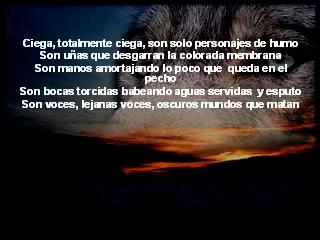 Ciega, totalmente ciega, son solo personajes de humo
Son uñas que desgarran la colorada membrana
Son manos amortajando lo poco que queda en el
pecho
Son bocas torcidas babeando aguas servidas y esputo
Son voces, lejanas voces, oscuros mundos que matan